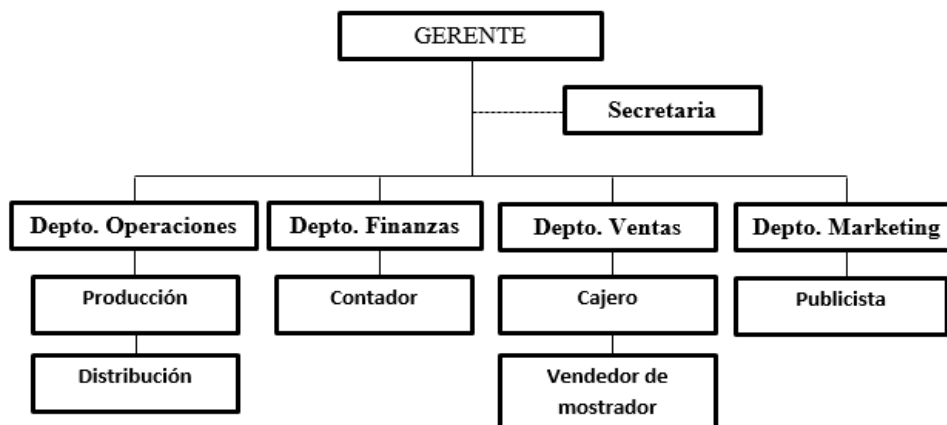 GERENTE
Secretaria
Depto. Operaciones
Depto. Finanzas
Depto. Ventas
Depto. Marketing
Producción
Contador
Cajero
Publicista
Distribución
Vendedor de
mostrador